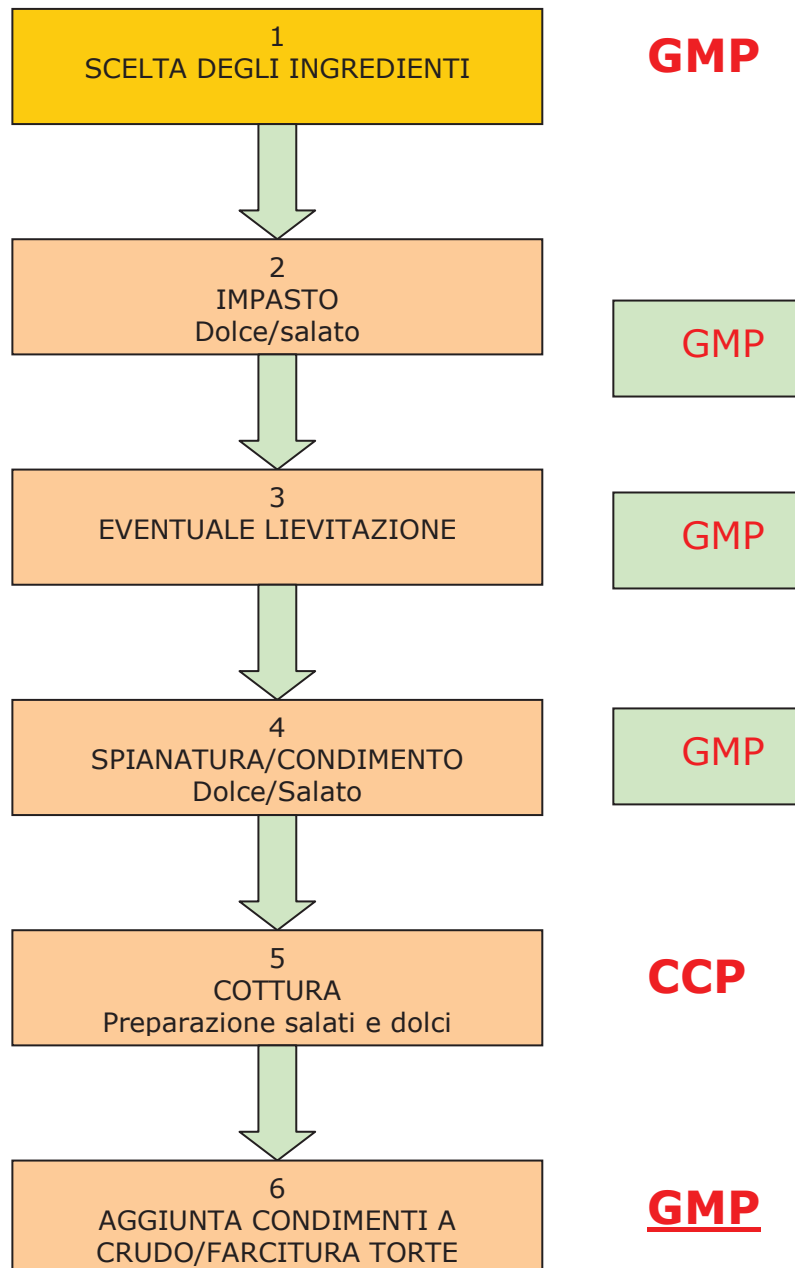 1
SCELTA DEGLI INGREDIENTI
GMP
2
IMPASTO
Dolce/salato
GMP
3
EVENTUALE LIEVITAZIONE
GMP
4
SPIANATURA/CONDIMENTO
Dolce/Salato
GMP
5
COTTURA
Preparazione salati e dolci
CCP
6
AGGIUNTA CONDIMENTI A
CRUDO/FARCITURA TORTE
GMP